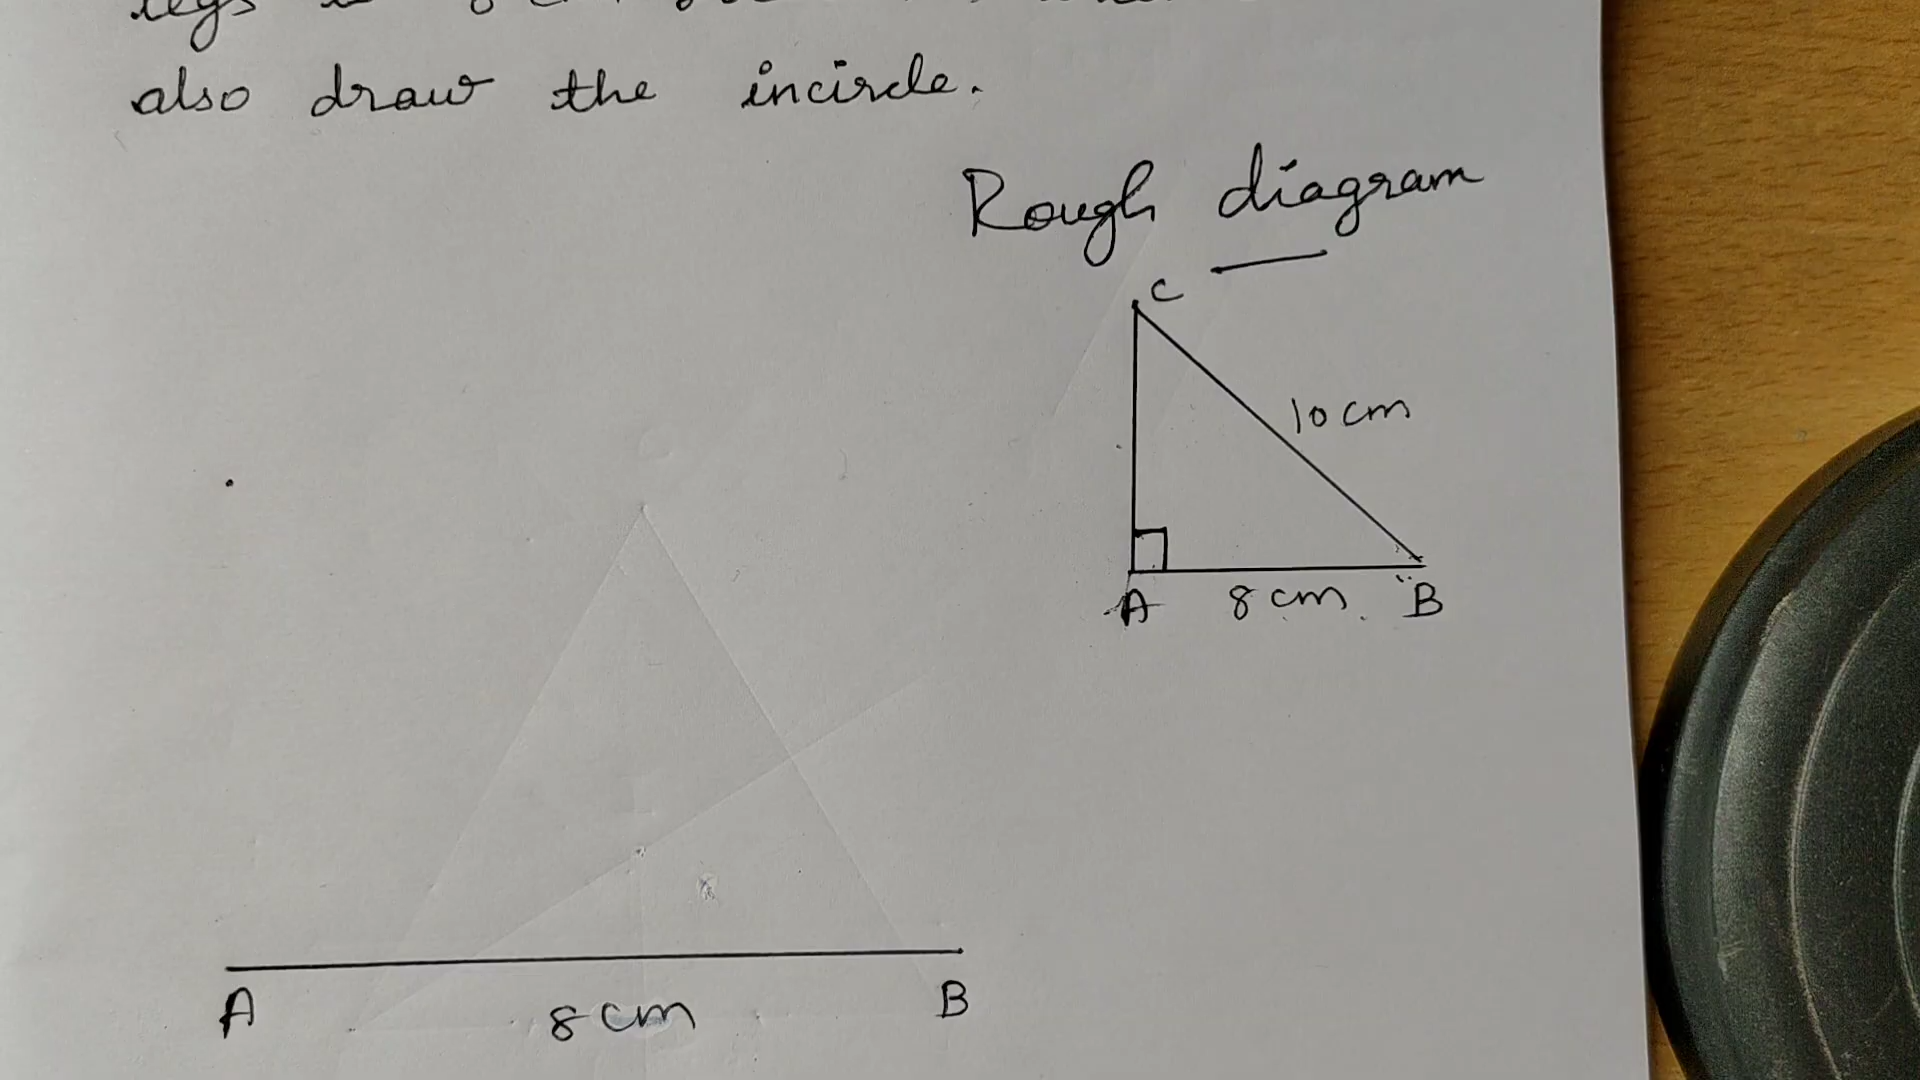 also draw the incircle.
Rough diagram
C
10 cm
A 8 cm. B
A 8 cm B